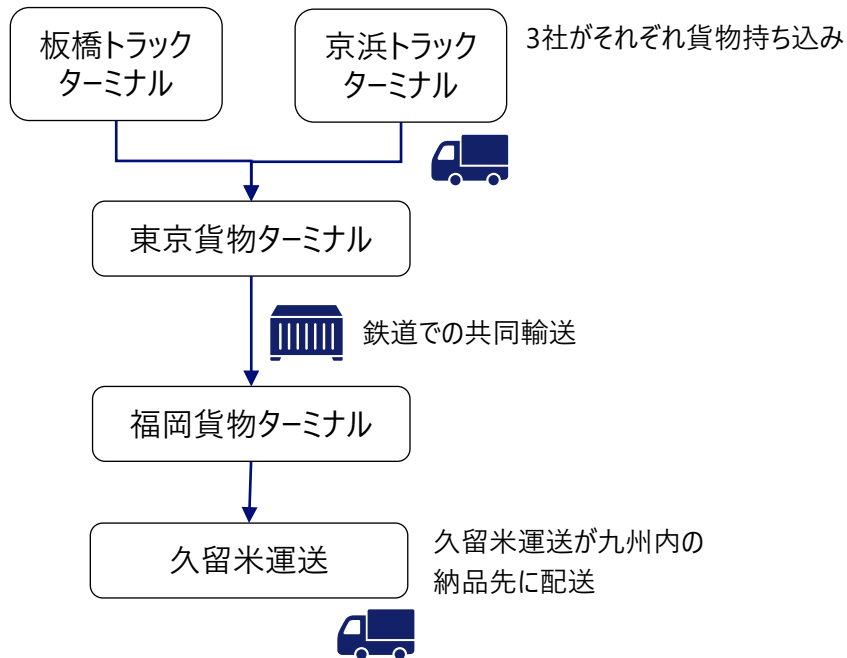 板橋トラック
ターミナル
京浜トラック
ターミナル
3社がそれぞれ貨物持ち込み
東京貨物ターミナル
鉄道での共同輸送
福岡貨物ターミナル
久留米運送
久留米運送が九州内の
納品先に配送